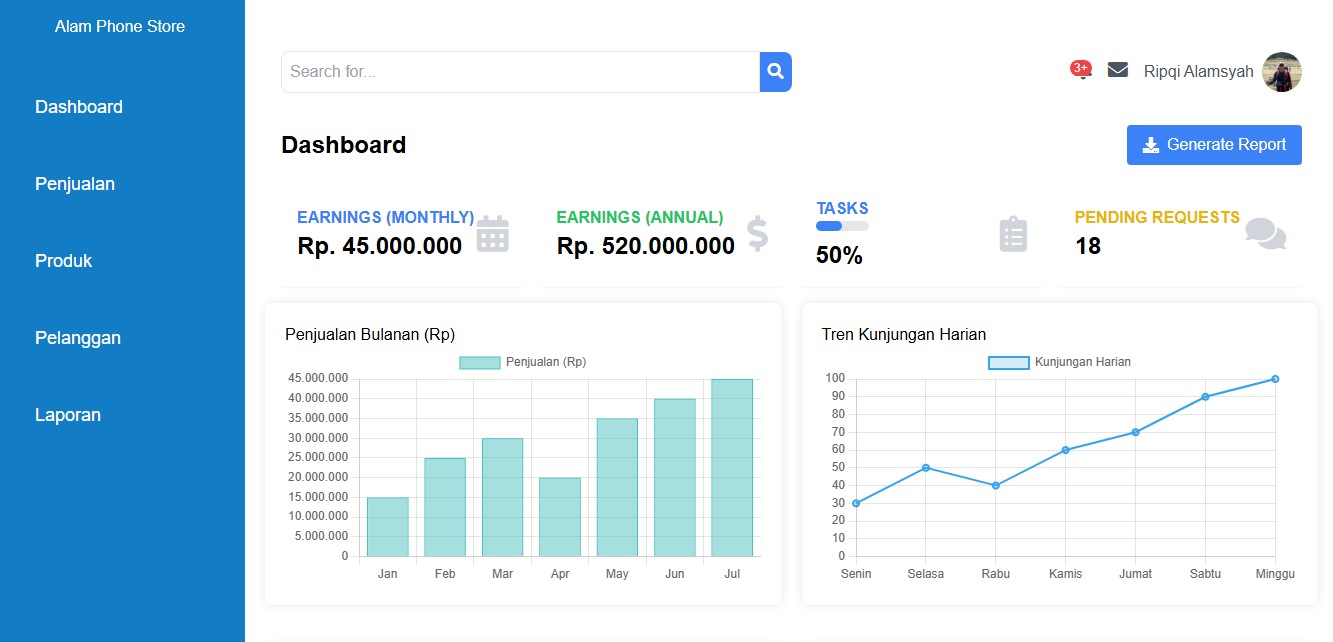 Alam Phone Store
Dashboard
Penjualan
Produk
Pelanggan
Laporan
Search for...
3+
Ripqi Alamsyah
Dashboard
Generate Report
EARNINGS (MONTHLY)
Rp. 45.000.000
EARNINGS (ANNUAL)
Rp. 520.000.000
TASKS
50%
PENDING REQUESTS
18
Penjualan Bulanan (Rp)
Penjualan (Rp)
45.000.000
40.000.000
35.000.000
30.000.000
25.000.000
20.000.000
15.000.000
10.000.000
5.000.000
0
Jan Feb Mar Apr May Jun Jul
Tren Kunjungan Harian
Kunjungan Harian
100
90
80
70
60
50
40
30
20
10
0
Senin Selasa Rabu Kamis Jumat Sabtu Minggu